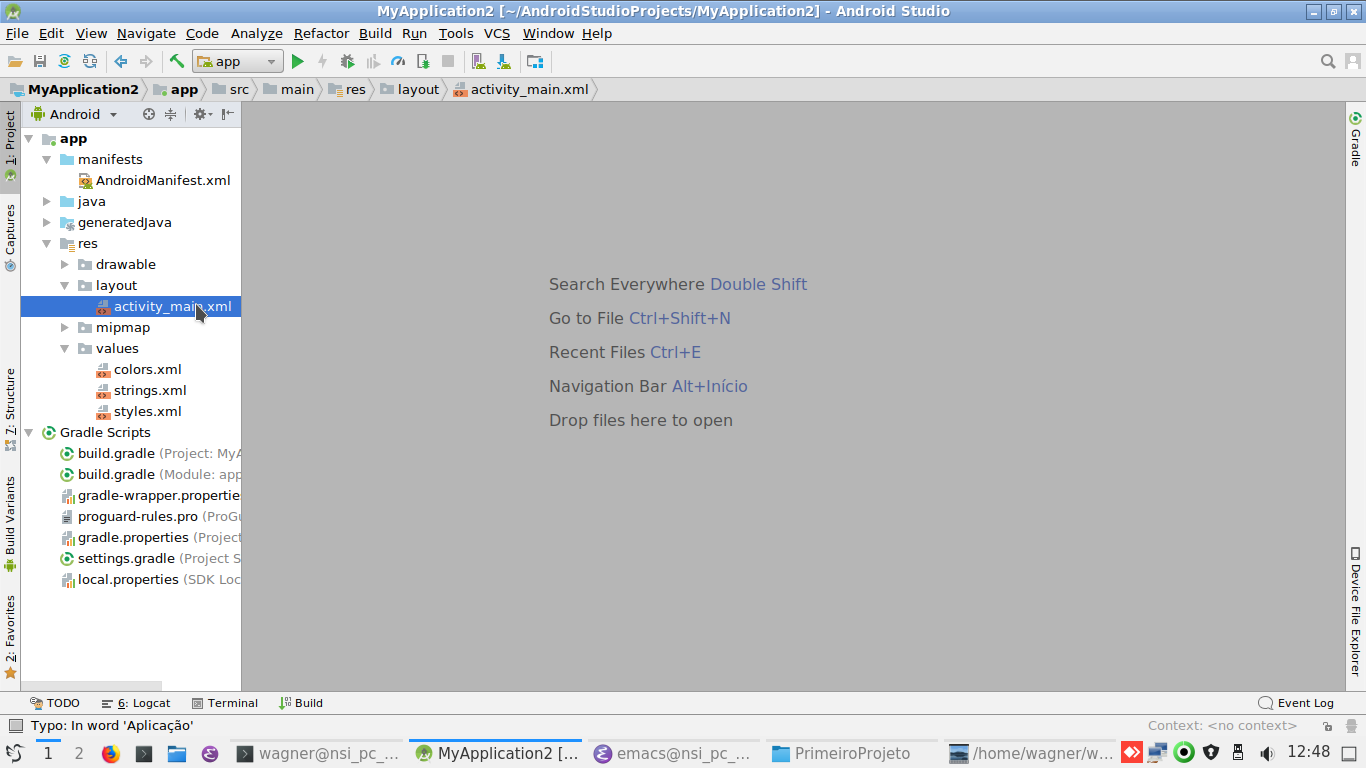 MyApplication2 [~/AndroidStudioProjects/MyApplication2] - Android Studio
File Edit View Navigate Code Analyze Refactor Build Run Tools VCS Window Help
app
MyApplication2 app src main res layout activity_main.xml
Android
app
manifests
AndroidManifest.xml
java
generatedJava
res
drawable
layout
activity_main.xml
mipmap
values
colors.xml
strings.xml
styles.xml
Gradle Scripts
build.gradle (Project: MyA
build.gradle (Module: app
gradle-wrapper.propertie
proguard-rules.pro (ProGu
gradle.properties (Project
settings.gradle (Project S
local.properties (SDK Loc
1: Project
Captures
7: Structure
Build Variants
2: Favorites
Search Everywhere Double Shift
Go to File Ctrl+Shift+N
Recent Files Ctrl+E
Navigation Bar Alt+Início
Drop files here to open
Gradle
Device File Explorer
TODO 6: Logcat Terminal Build Event Log
Typo: In word 'Aplicação' Context: <no context>
1 2 wagner@nsi_pc_... MyApplication2 [... emacs@nsi_pc_... PrimeiroProjeto /home/wagner/w... 12:48